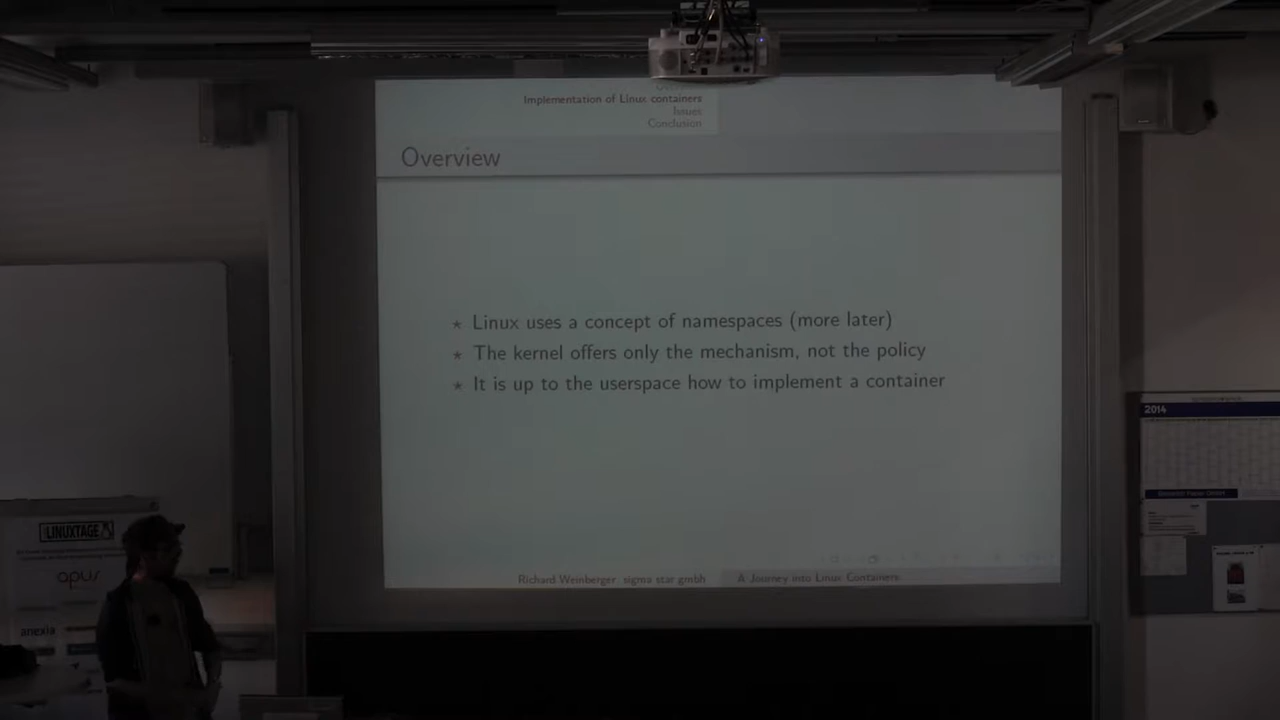 Implementation of Linux containers
Issues
Conclusion
Overview
★ Linux uses a concept of namespaces (more later)
★ The kernel offers only the mechanism, not the policy
★ It is up to the userspace how to implement a container
Richard Weinberger sigma star gmbh
A Journey into Linux Containers
2014
LINUXTAGE
opus
anexia